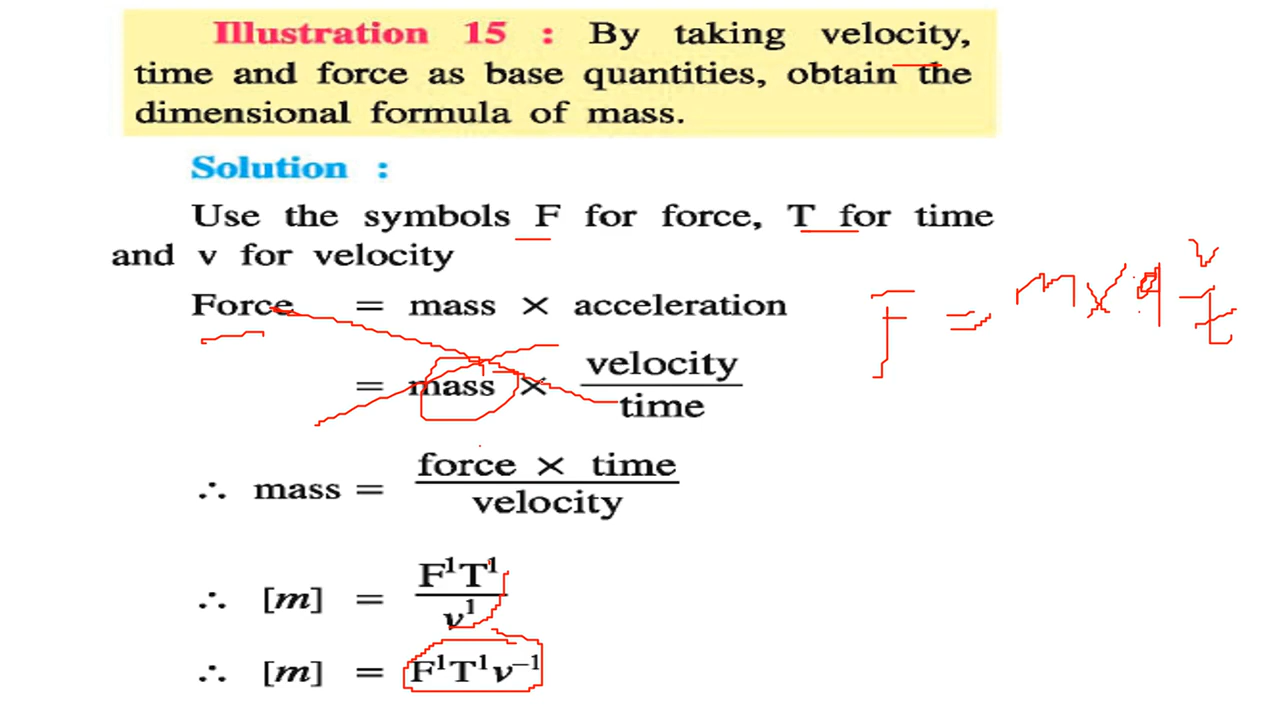 Illustration 15 : By taking velocity,
time and force as base quantities, obtain the
dimensional formula of mass.
Solution :
Use the symbols F for force, T for time
and v for velocity
Force = mass × acceleration
= mass × velocity / time
∴ mass = force × time / velocity
∴ [m] = F¹T¹ / v¹
∴ [m] = F¹T¹v⁻¹
F = m × a v / t